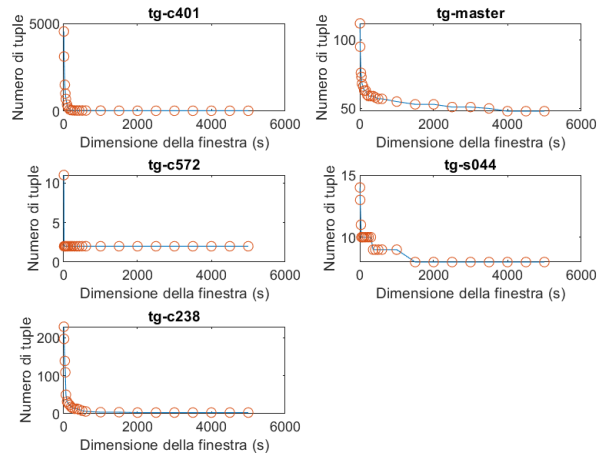 tg-c401
Numero di tuple
5000
0
0 2000 4000 6000
Dimensione della finestra (s)
tg-master
Numero di tuple
100
50
0 2000 4000 6000
Dimensione della finestra (s)
tg-c572
Numero di tuple
10
5
0
0 2000 4000 6000
Dimensione della finestra (s)
tg-s044
Numero di tuple
15
10
0 2000 4000 6000
Dimensione della finestra (s)
tg-c238
Numero di tuple
200
100
0
0 2000 4000 6000
Dimensione della finestra (s)